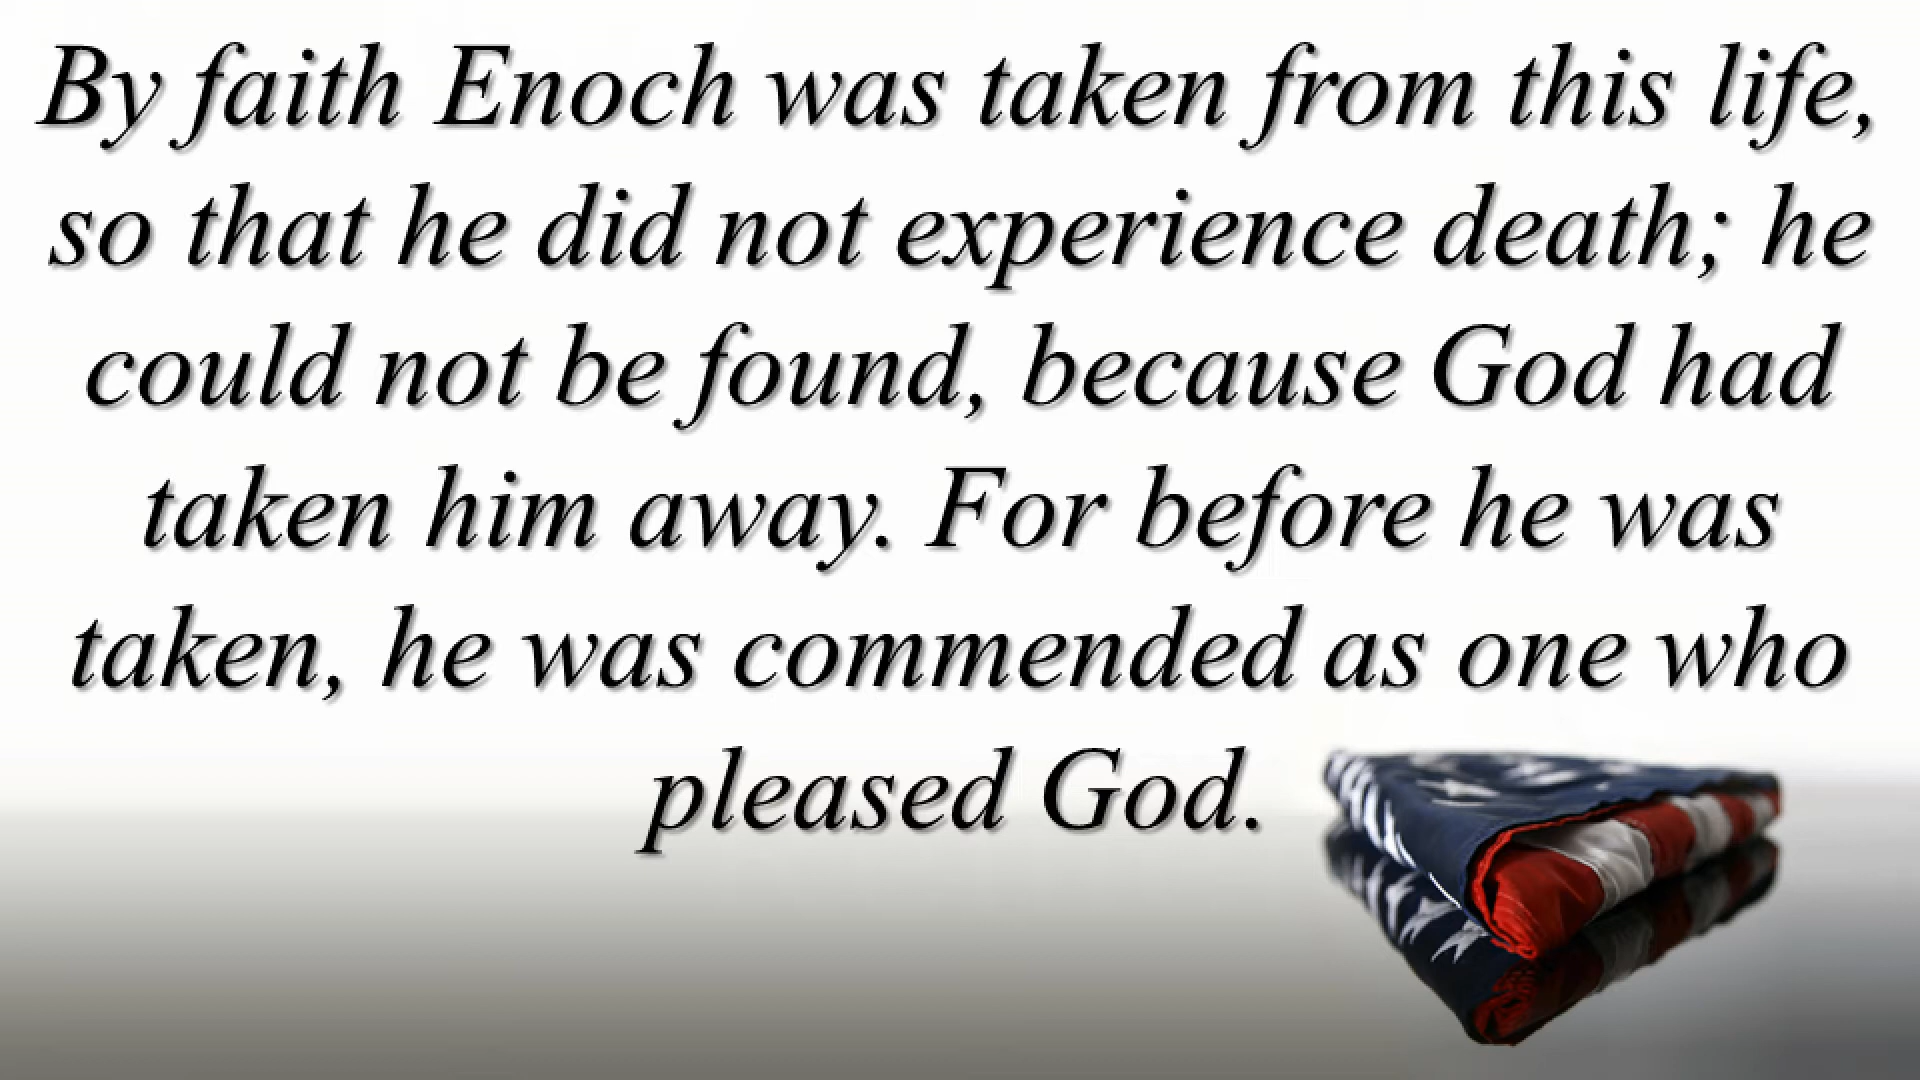 By faith Enoch was taken from this life,
so that he did not experience death; he
could not be found, because God had
taken him away. For before he was
taken, he was commended as one who
pleased God.